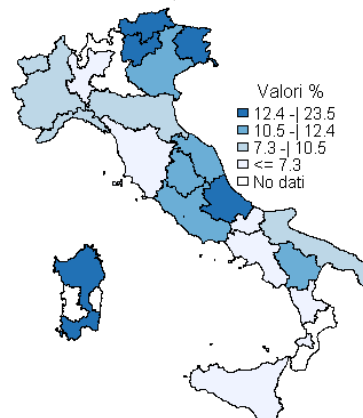 Valori %
12.4 -| 23.5
10.5 -| 12.4
7.3 -| 10.5
<= 7.3
No dati